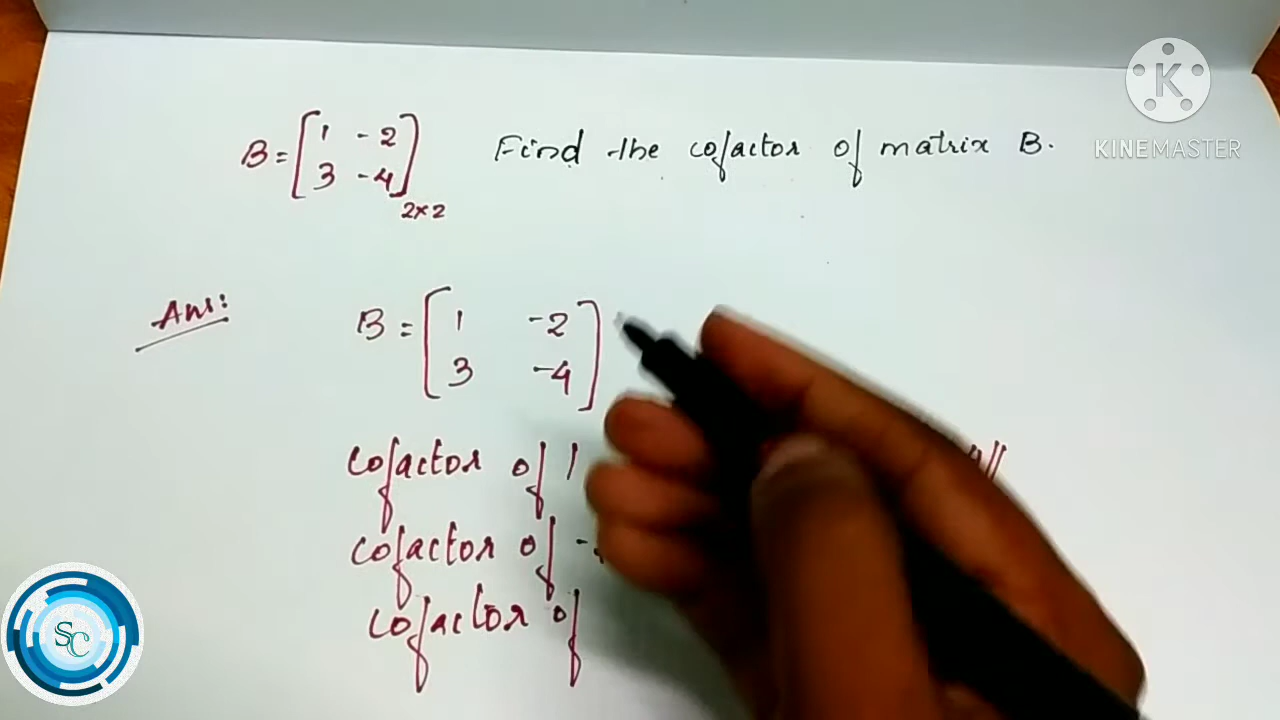 B = [ 1 -2
3 -4 ] 2×2
Find the cofactor of matrix B.
K
KINEMASTER
Ans:
B = [ 1 -2
3 -4 ]
cofactor of 1
cofactor of -
cofactor of
SC